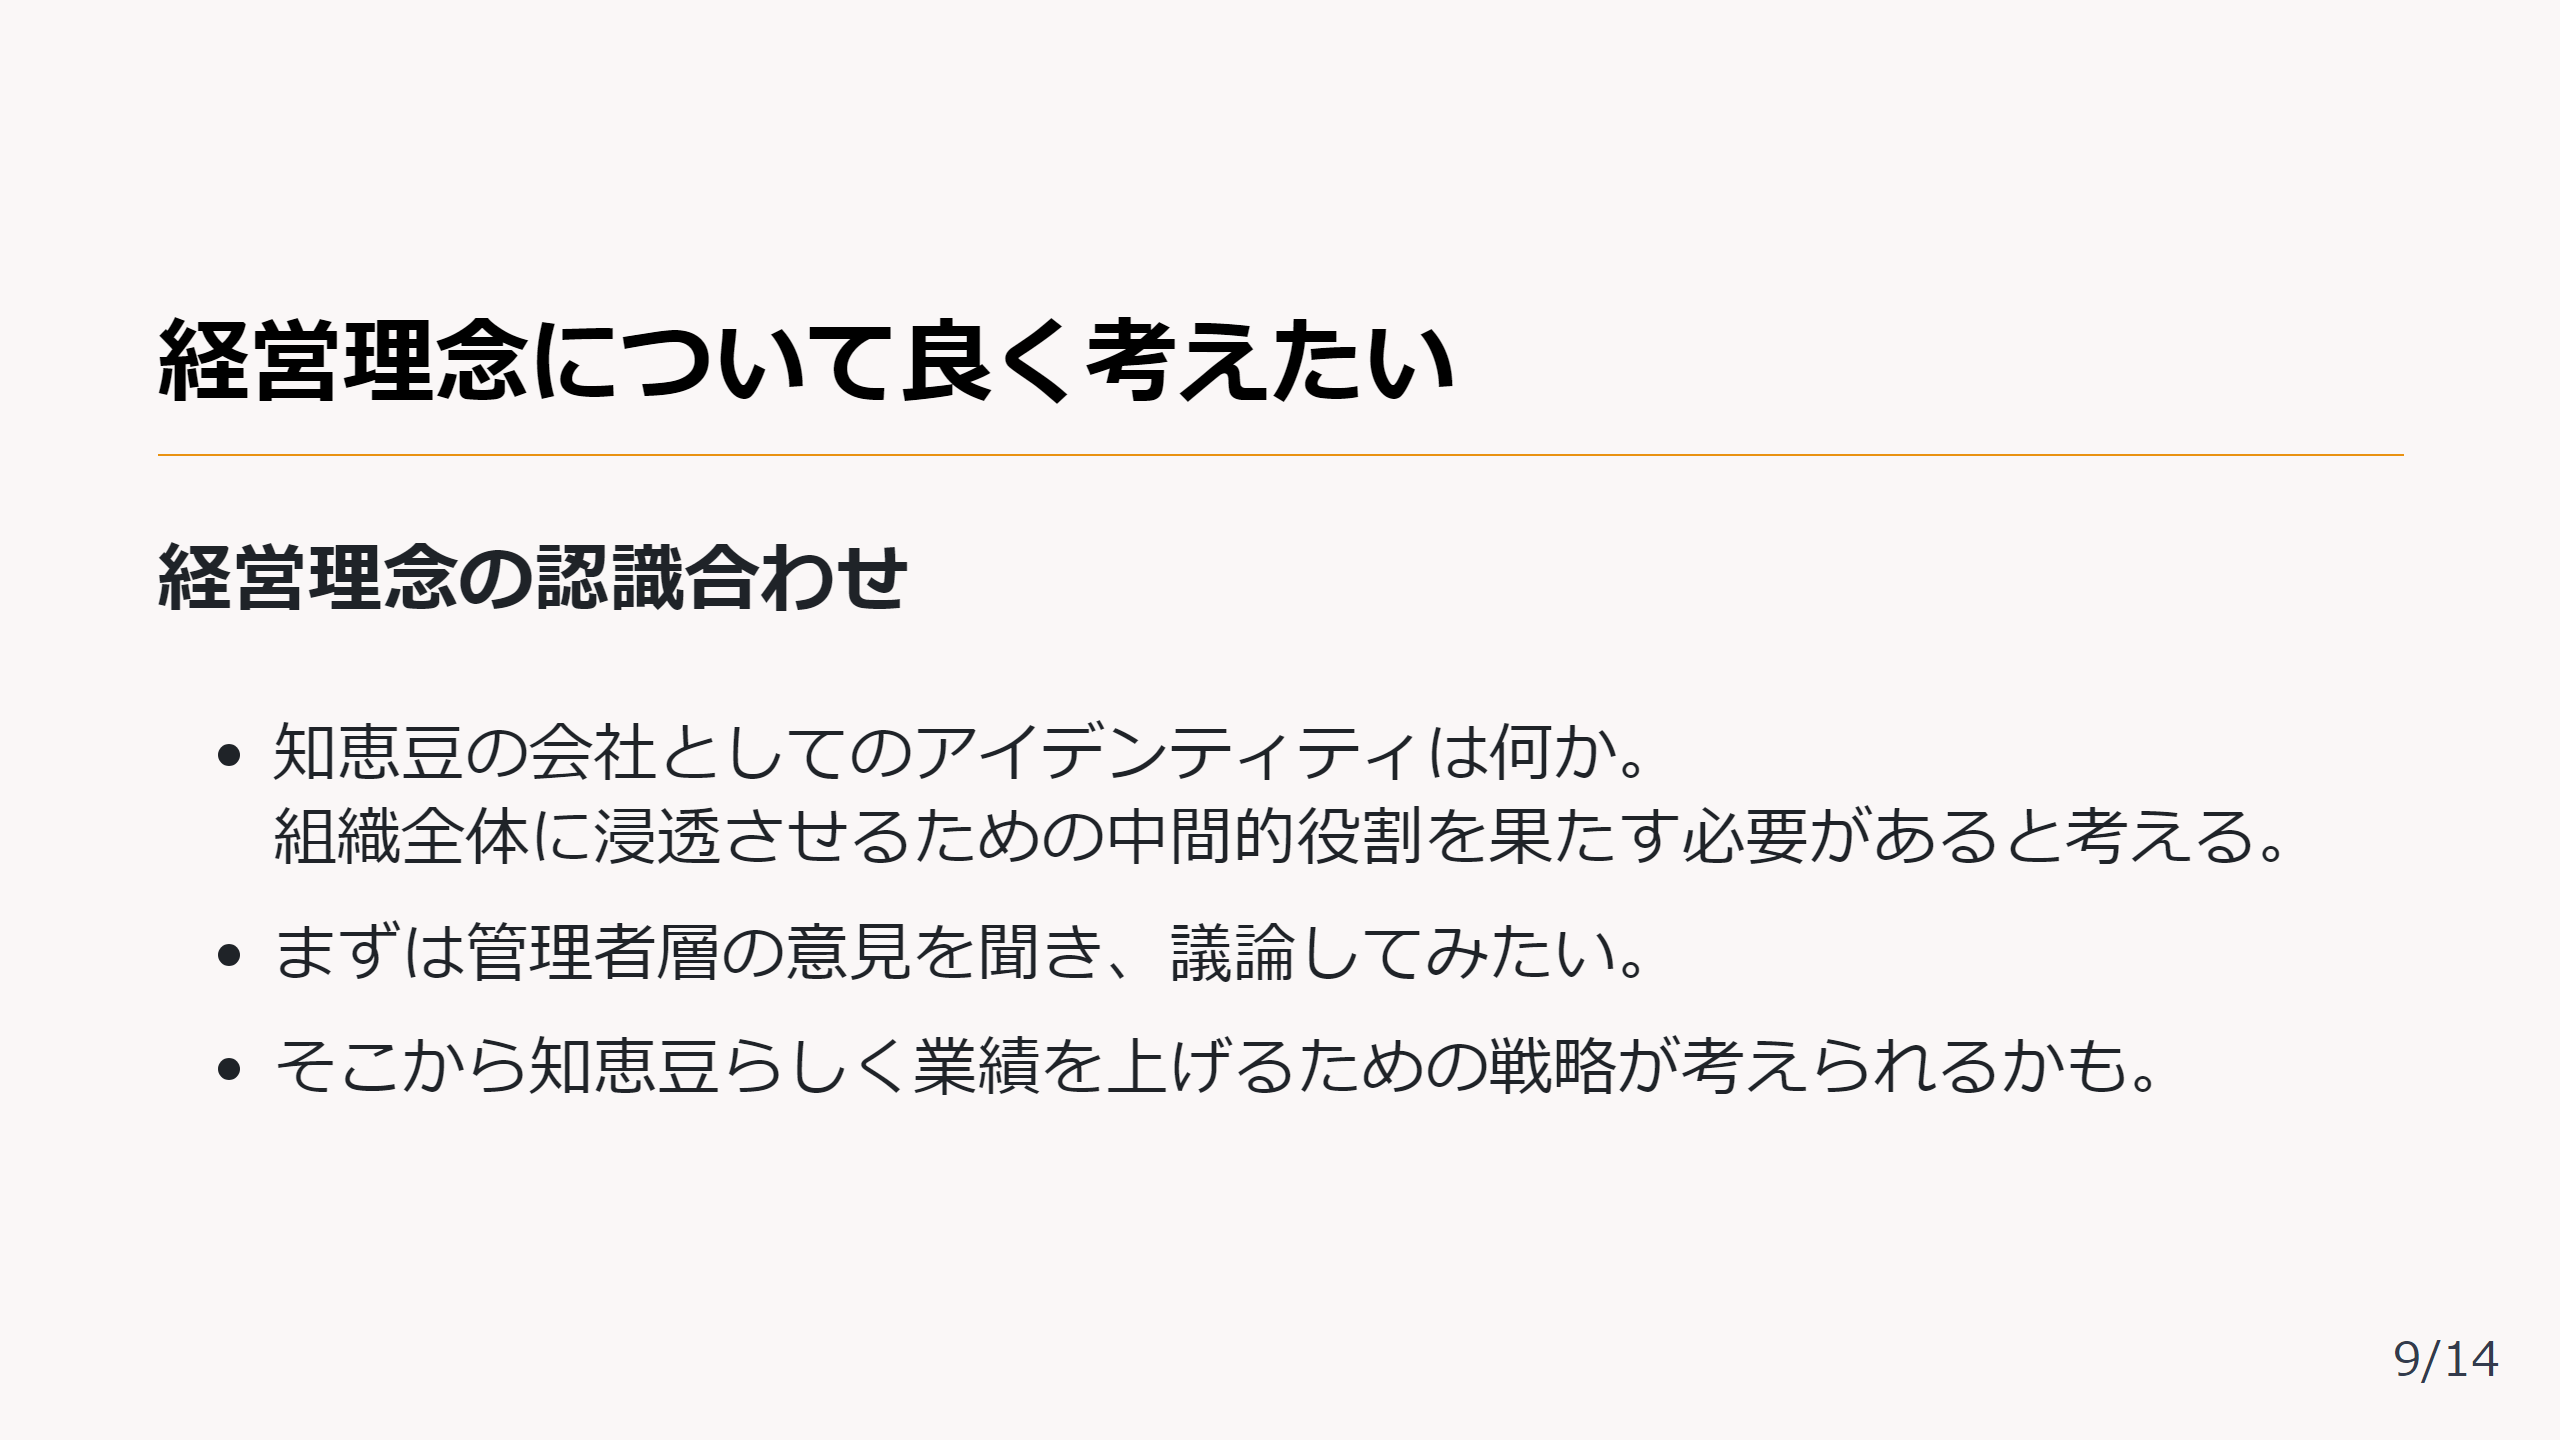 経営理念について良く考えたい
経営理念の認識合わせ
• 知恵豆の会社としてのアイデンティティは何か。
組織全体に浸透させるための中間的役割を果たす必要があると考える。
• まずは管理者層の意見を聞き、議論してみたい。
• そこから知恵豆らしく業績を上げるための戦略が考えられるかも。
9/14